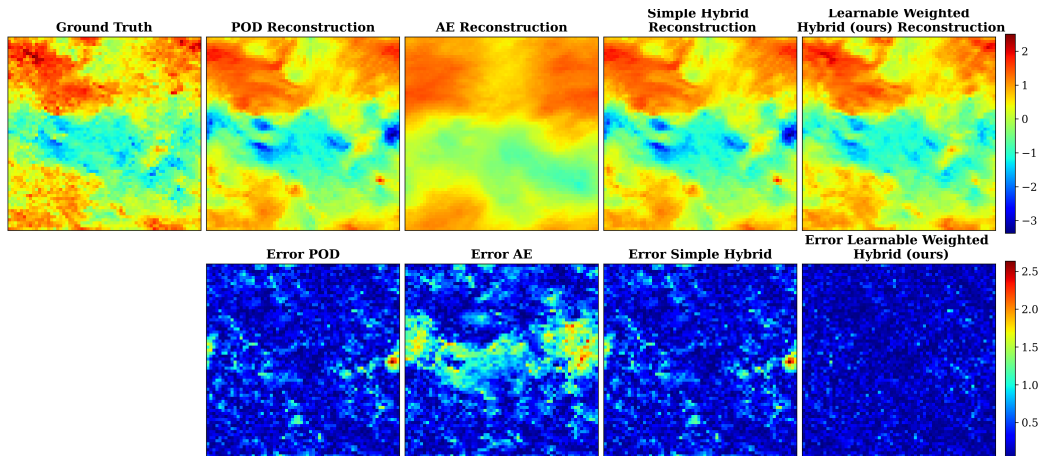 Ground Truth
POD Reconstruction
AE Reconstruction
Simple Hybrid
Reconstruction
Learnable Weighted
Hybrid (ours) Reconstruction
2
1
0
−1
−2
−3
Error POD
Error AE
Error Simple Hybrid
Error Learnable Weighted
Hybrid (ours)
2.5
2.0
1.5
1.0
0.5